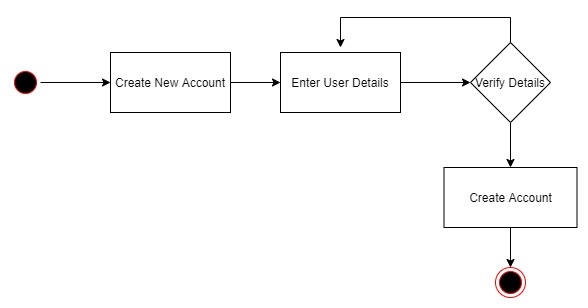 Create New Account
Enter User Details
Verify Details
Create Account